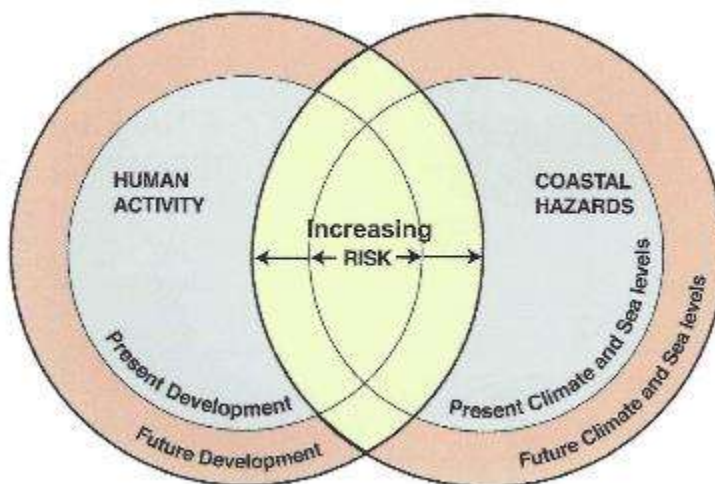 HUMAN
ACTIVITY
COASTAL
HAZARDS
Increasing
RISK
Present Development
Future Development
Present Climate and Sea levels
Future Climate and Sea levels